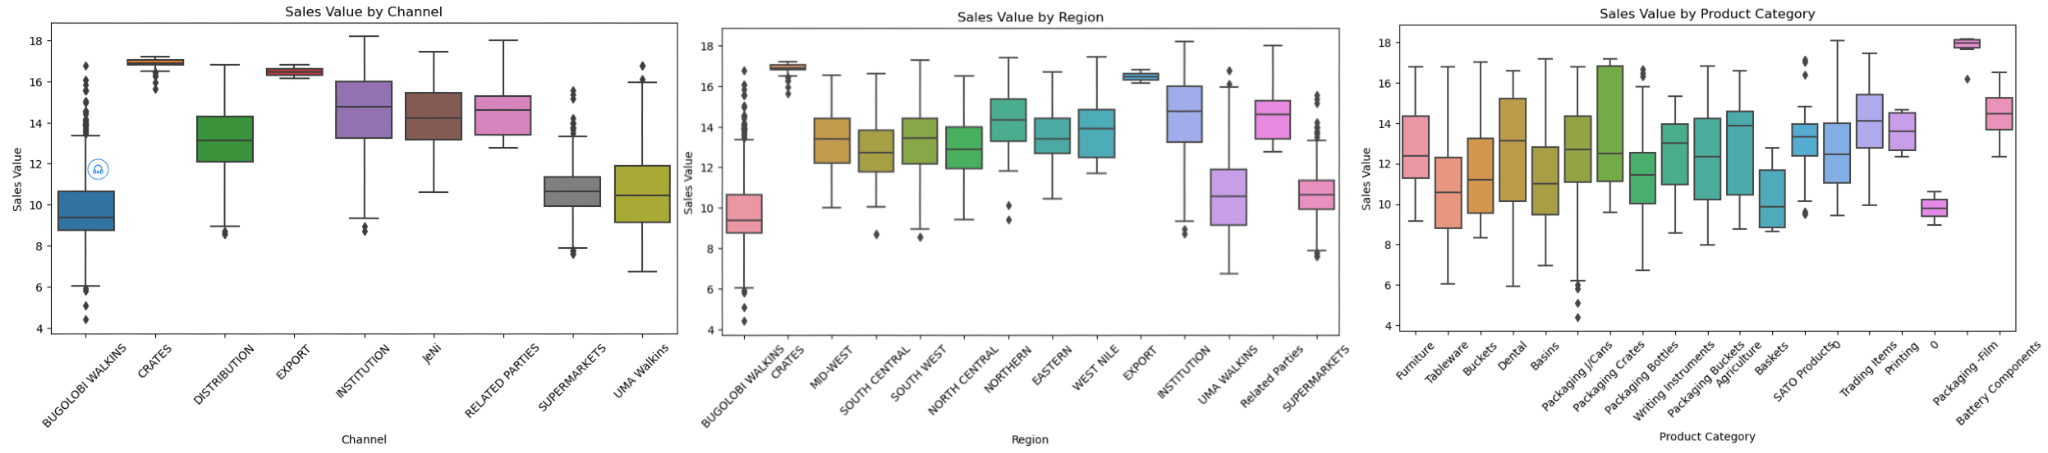 Sales Value by Channel
Sales Value
18
16
14
12
10
8
6
4
BUGOLOBI WALKINS
CRATES
DISTRIBUTION
EXPORT
INSTITUTION
JeNi
RELATED PARTIES
SUPERMARKETS
UMA Walkins
Channel
Sales Value by Region
Sales Value
18
16
14
12
10
8
6
4
BUGOLOBI WALKINS
CRATES
MID-WEST
SOUTH CENTRAL
SOUTH WEST
NORTH CENTRAL
NORTHERN
EASTERN
WEST NILE
EXPORT
INSTITUTION
UMA WALKINS
Related Parties
SUPERMARKETS
Region
Sales Value by Product Category
Sales Value
18
16
14
12
10
8
6
4
Furniture
Tableware
Buckets
Dental
Basins
Packaging J/Cans
Packaging Crates
Packaging Bottles
Writing Instruments
Packaging Buckets
Agriculture
Baskets
SATO Products
0
Trading Items
Printing
0
Packaging -Film
Battery Components
Product Category